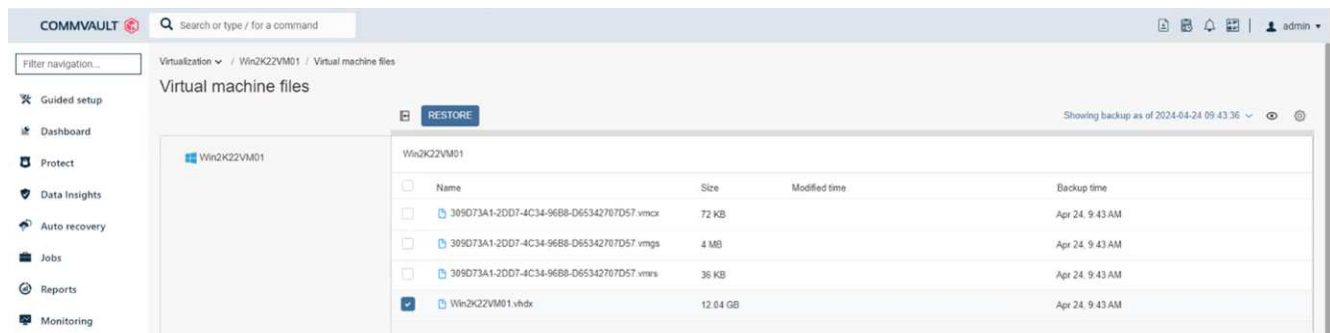 COMMVAULT Search or type / for a command admin
Filter navigation...
Guided setup
Dashboard
Protect
Data Insights
Auto recovery
Jobs
Reports
Monitoring
Virtualization / Win2K22VM01 / Virtual machine files
Virtual machine files
RESTORE Showing backup as of 2024-04-24 09:43:36
Win2K22VM01
Win2K22VM01
Name Size Modified time Backup time
309D73A1-2DD7-4C34-96B8-D65342707D57.vmcx 72 KB Apr 24, 9:43 AM
309D73A1-2DD7-4C34-96B8-D65342707D57.vmgs 4 MB Apr 24, 9:43 AM
309D73A1-2DD7-4C34-96B8-D65342707D57.vmrs 36 KB Apr 24, 9:43 AM
Win2K22VM01.vhdx 12.04 GB Apr 24, 9:43 AM